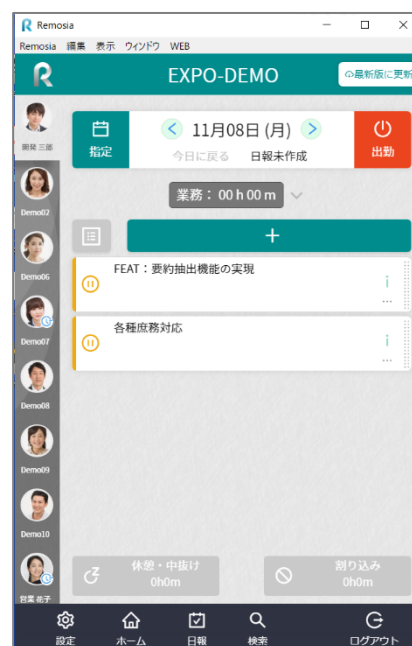 Remosia
Remosia 編集 表示 ウィンドウ WEB
EXPO-DEMO
最新版に更新
開発 三郎
指定
11月08日 (月)
今日に戻る 日報未作成
出勤
業務： 00 h 00 m
Demo02
Demo06
Demo07
Demo08
Demo09
Demo10
営業 花子
+
FEAT：要約抽出機能の実現
i
...
各種庶務対応
i
...
休憩・中抜け
0h0m
割り込み
0h0m
設定
ホーム
日報
検索
ログアウト